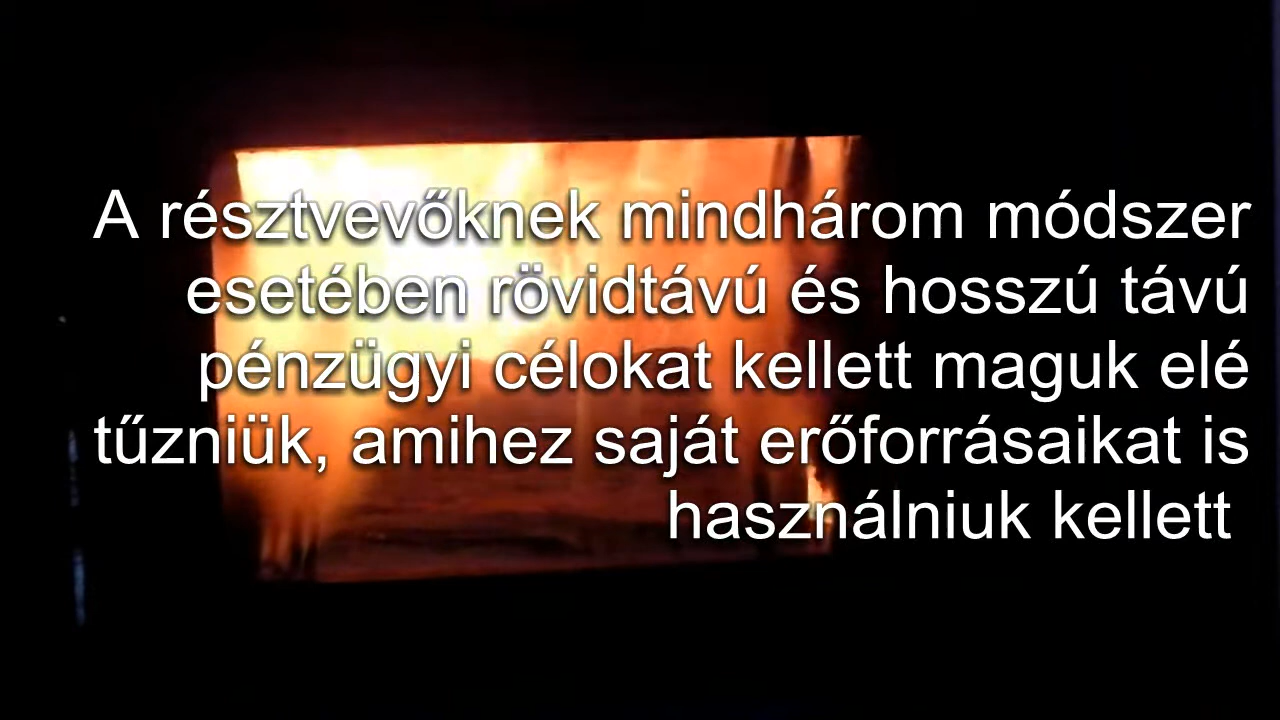 A résztvevőknek mindhárom módszer
esetében rövidtávú és hosszú távú
pénzügyi célokat kellett maguk elé
tűzniük, amihez saját erőforrásaikat is
használniuk kellett